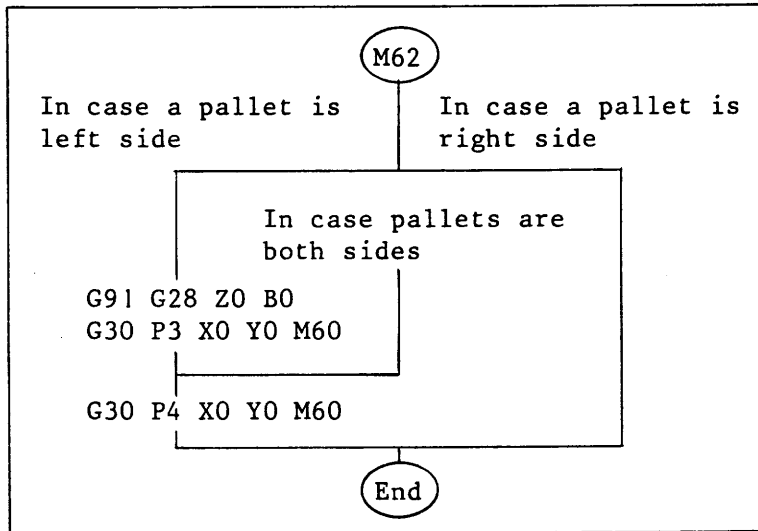 M62
In case a pallet is
left side
In case a pallet is
right side
In case pallets are
both sides
G91 G28 Z0 B0
G30 P3 X0 Y0 M60
G30 P4 X0 Y0 M60
End